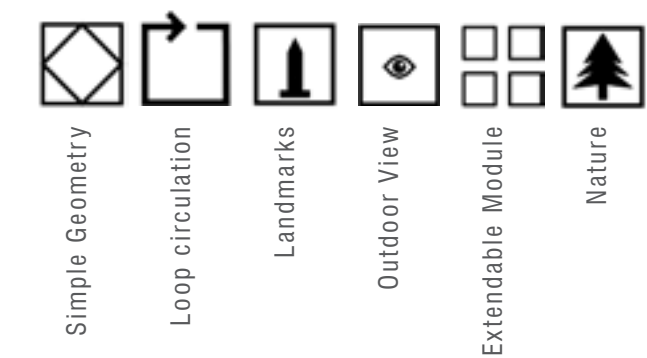 Simple Geometry
Loop circulation
Landmarks
Outdoor View
Extendable Module
Nature